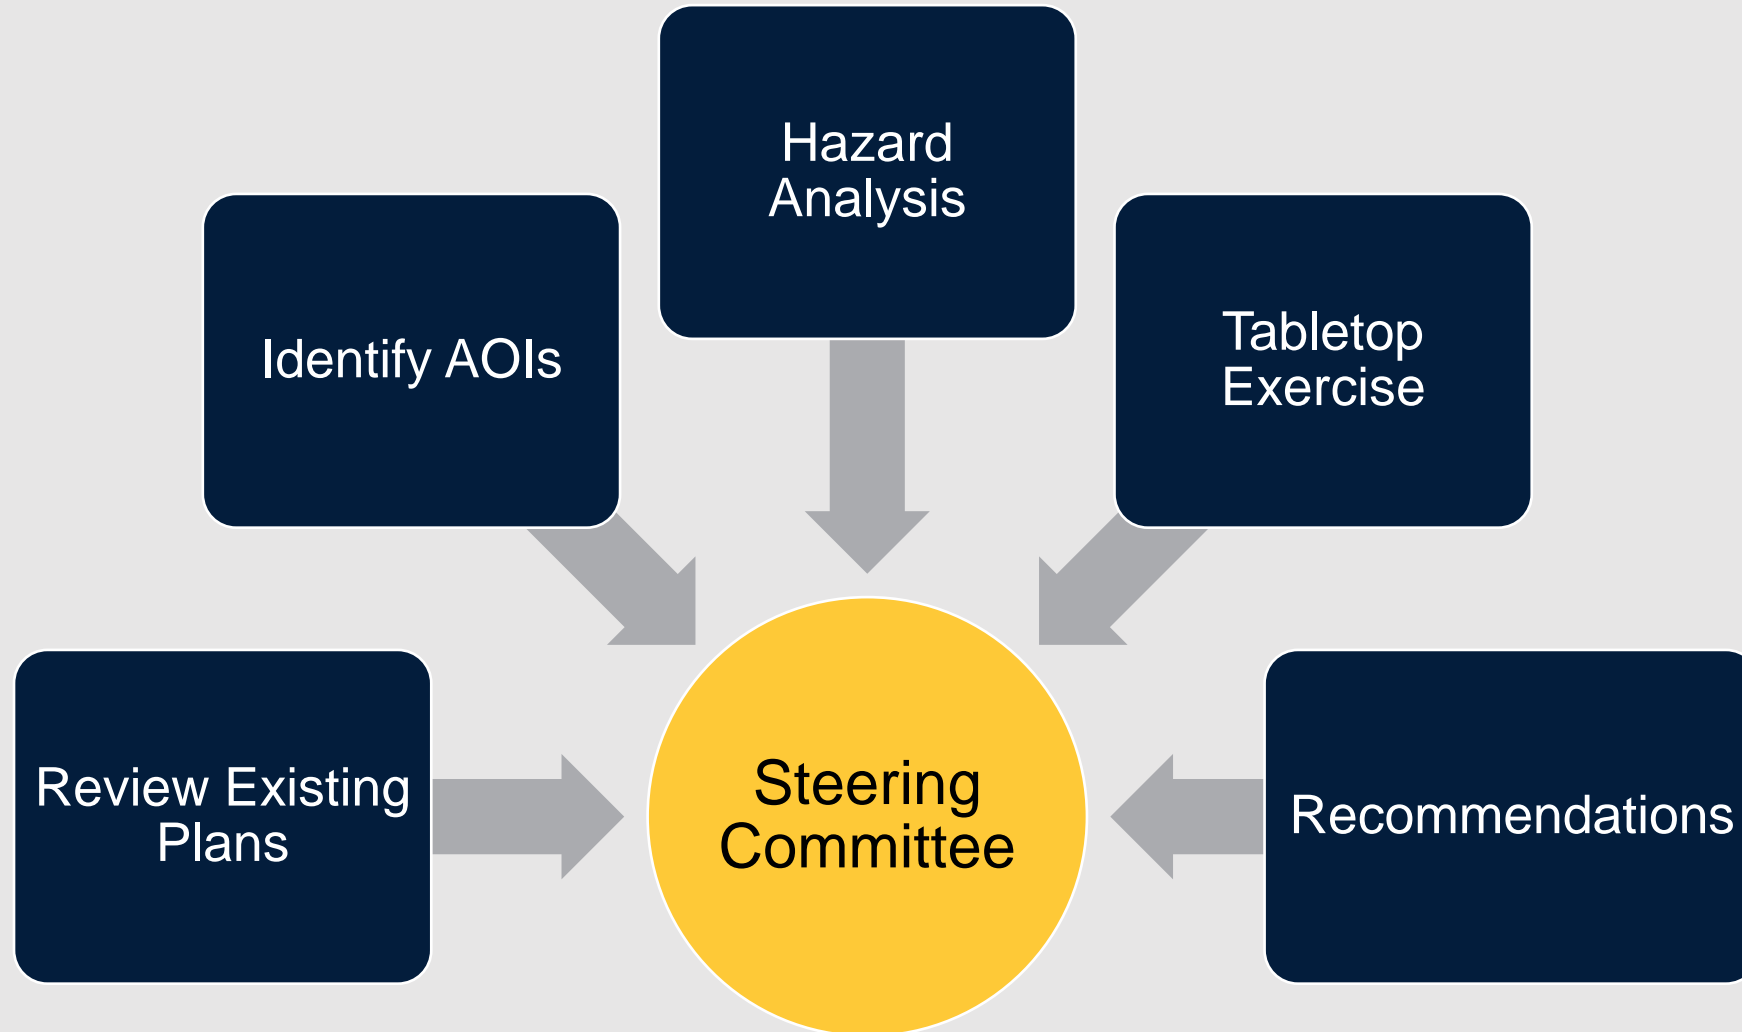 Hazard
Analysis
Identify AOIs
Tabletop
Exercise
Review Existing
Plans
Steering
Committee
Recommendations